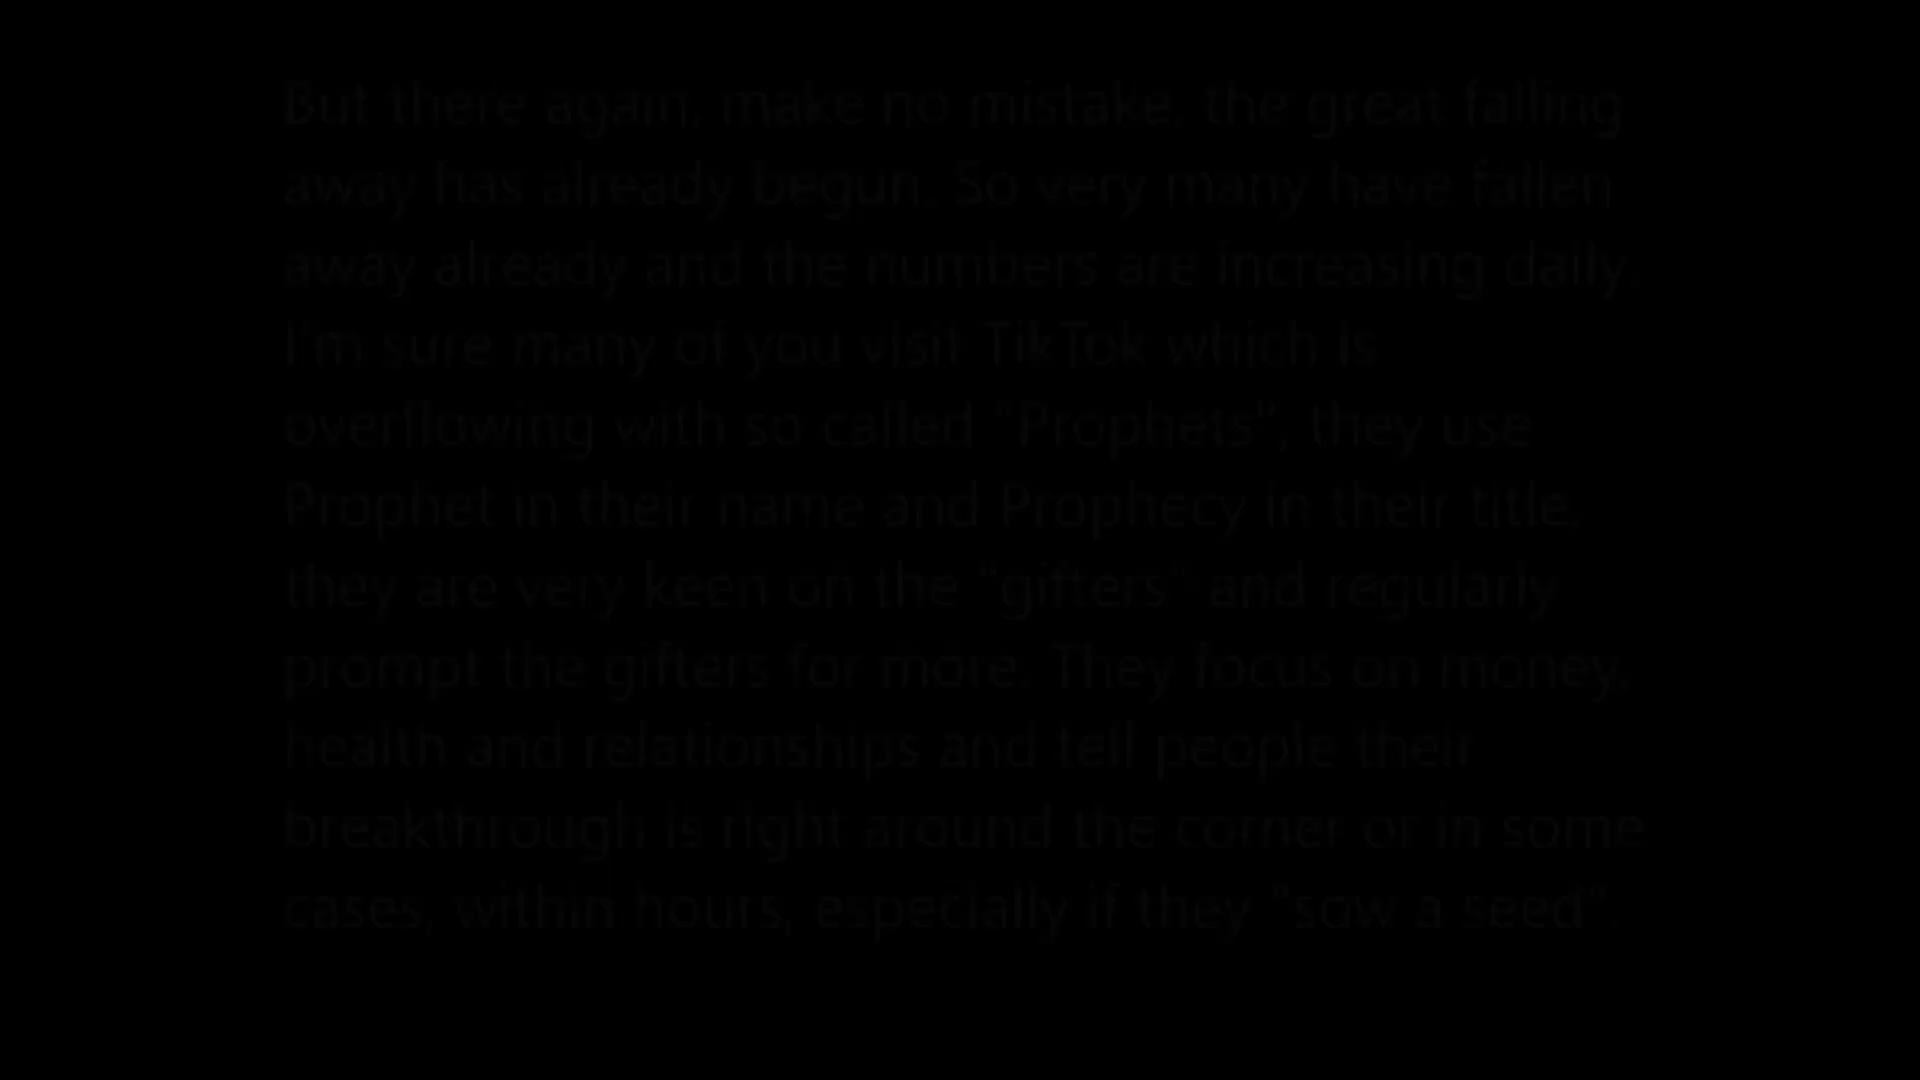 But there again, make no mistake, the great falling
away has already begun. So very many have fallen
away already and the numbers are increasing daily.
I'm sure many of you visit TikTok which is
overflowing with so called "Prophets", they use
Prophet in their name and Prophecy in their title,
they are very keen on the "gifters" and regularly
prompt the gifters for more. They focus on money,
health and relationships and tell people their
breakthrough is right around the corner or in some
cases, within hours, especially if they "sow a seed".